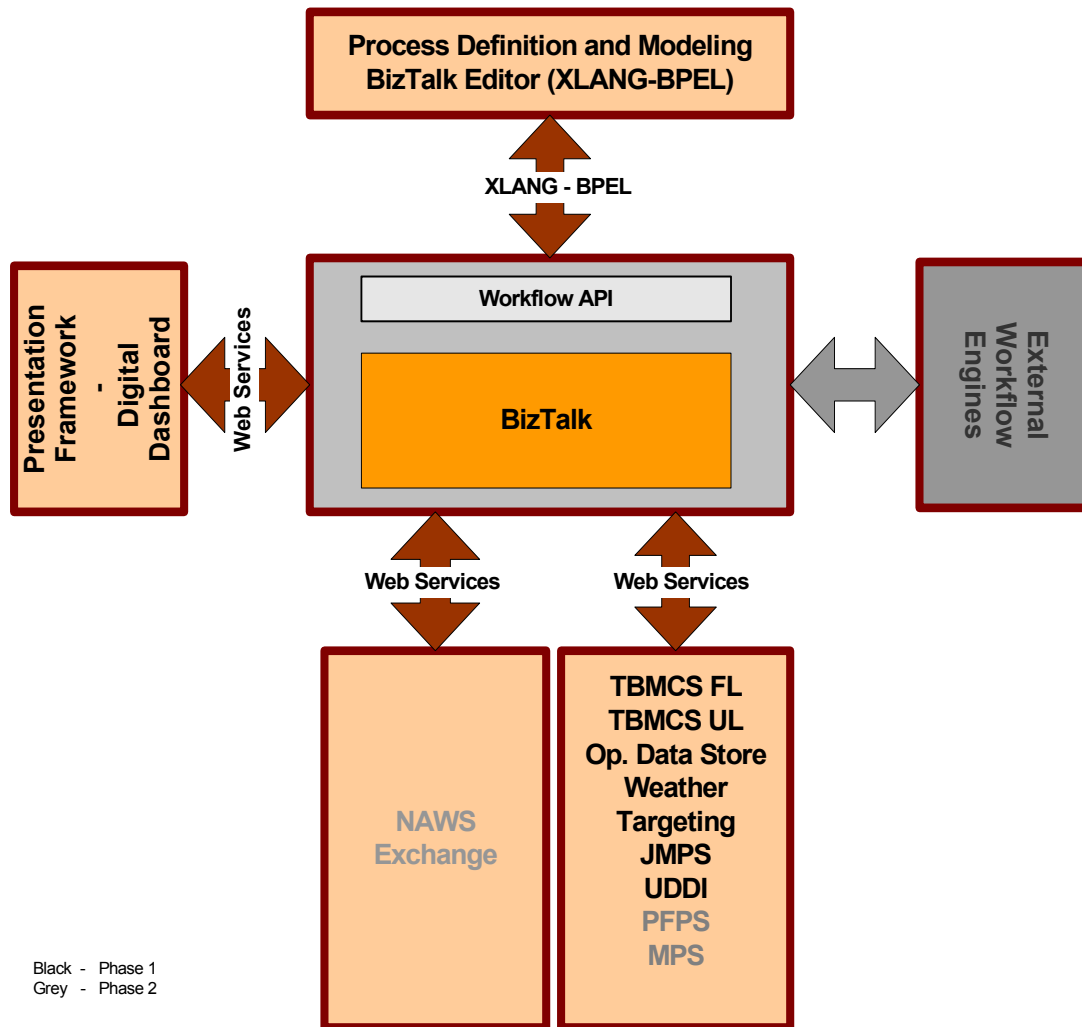 Process Definition and Modeling
BizTalk Editor (XLANG-BPEL)
XLANG - BPEL
Workflow API
BizTalk
Presentation
Framework
-
Digital
Dashboard
Web Services
External
Workflow
Engines
Web Services
Web Services
NAWS
Exchange
TBMCS FL
TBMCS UL
Op. Data Store
Weather
Targeting
JMPS
UDDI
PFPS
MPS
Black - Phase 1
Grey - Phase 2